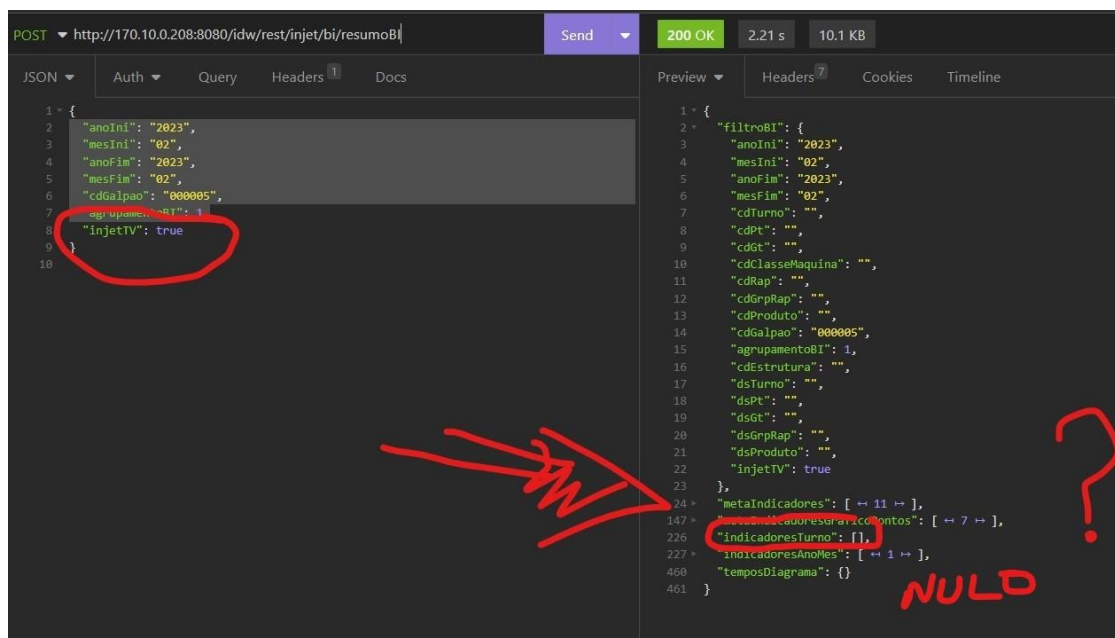 POST http://170.10.0.208:8080/idw/rest/injet/bi/resumoBI Send 200 OK 2.21 s 10.1 KB
JSON Auth Query Headers 1 Docs Preview Headers 7 Cookies Timeline
1 {
2 "anoIni": "2023",
3 "mesIni": "02",
4 "anoFim": "2023",
5 "mesFim": "02",
6 "cdGalpao": "000005",
7 "agrupamentoBI": 1
8 "injetTV": true
9 }
10
1 {
2 "filtroBI": {
3 "anoIni": "2023",
4 "mesIni": "02",
5 "anoFim": "2023",
6 "mesFim": "02",
7 "cdTurno": "",
8 "cdPt": "",
9 "cdGt": "",
10 "cdClasseMaquina": "",
11 "cdRap": "",
12 "cdGrpRap": "",
13 "cdProduto": "",
14 "cdGalpao": "000005",
15 "agrupamentoBI": 1,
16 "cdEstrutura": "",
17 "dsTurno": "",
18 "dsPt": "",
19 "dsGt": "",
20 "dsGrpRap": "",
21 "dsProduto": "",
22 "injetTV": true
23 },
24 "metaIndicadores": [ ↤ 11 ↦ ],
147 "metaIndicadoresGraficoPontos": [ ↤ 7 ↦ ],
226 "indicadoresTurno": [],
227 "indicadoresAnoMes": [ ↤ 1 ↦ ],
460 "temposDiagrama": {}
461 }
?
NULO